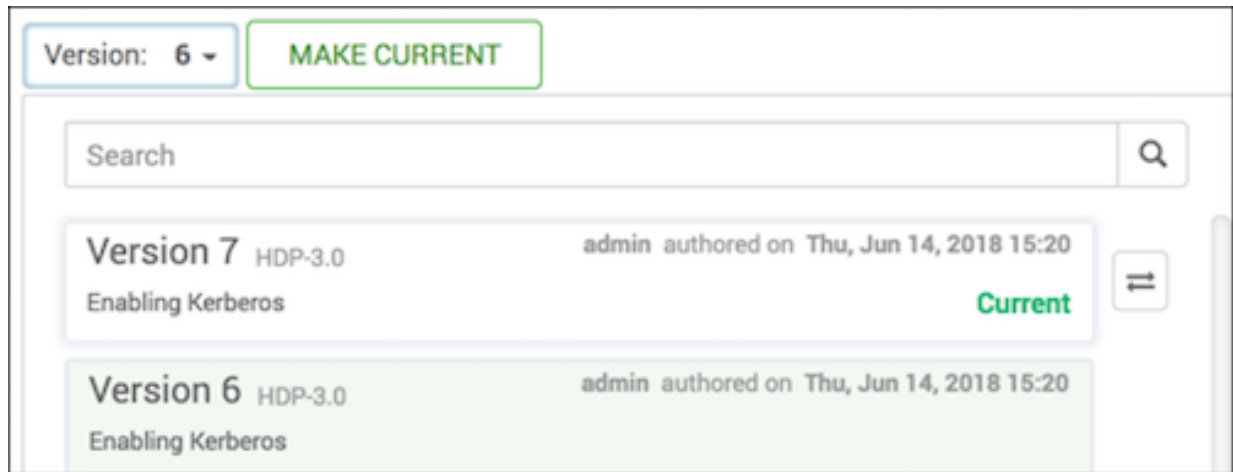 Version: 6 MAKE CURRENT
Search
Version 7 HDP-3.0 admin authored on Thu, Jun 14, 2018 15:20
Enabling Kerberos Current
Version 6 HDP-3.0 admin authored on Thu, Jun 14, 2018 15:20
Enabling Kerberos